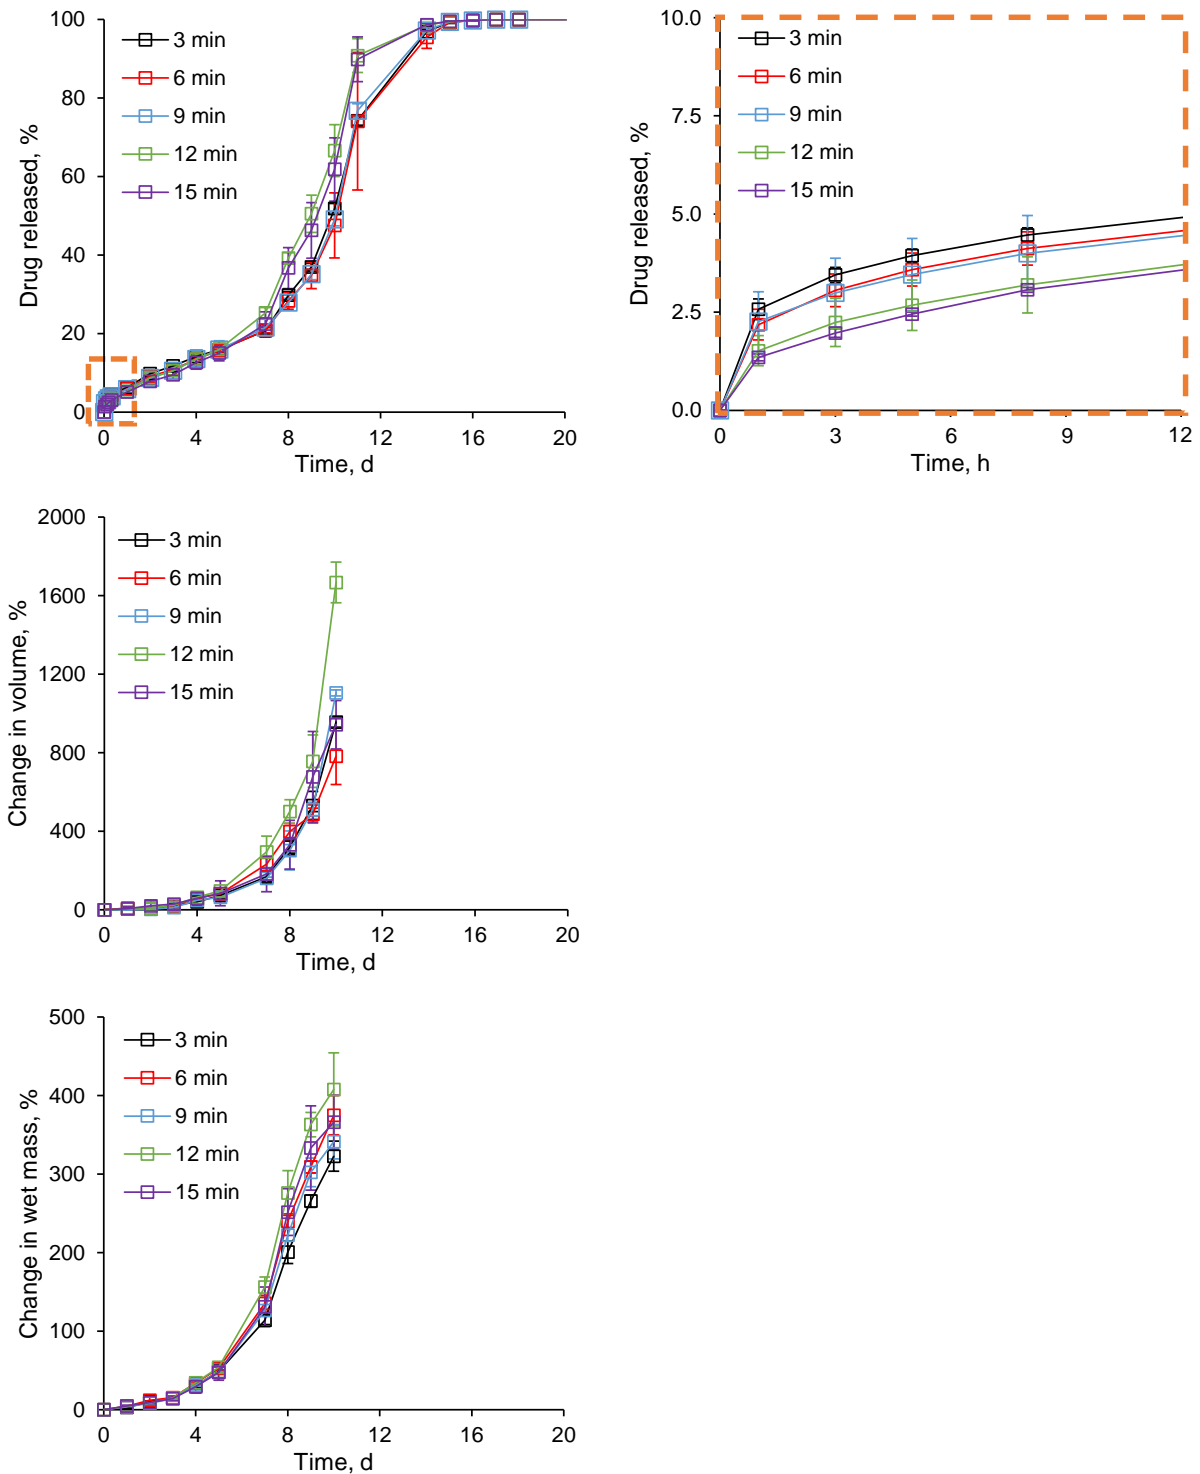 100
80
60
40
20
0
Drug released, %
3 min
6 min
9 min
12 min
15 min
0 4 8 12 16 20
Time, d
10.0
7.5
5.0
2.5
0.0
Drug released, %
3 min
6 min
9 min
12 min
15 min
0 3 6 9 12
Time, h
2000
1600
1200
800
400
0
Change in volume, %
3 min
6 min
9 min
12 min
15 min
0 4 8 12 16 20
Time, d
500
400
300
200
100
0
Change in wet mass, %
3 min
6 min
9 min
12 min
15 min
0 4 8 12 16 20
Time, d